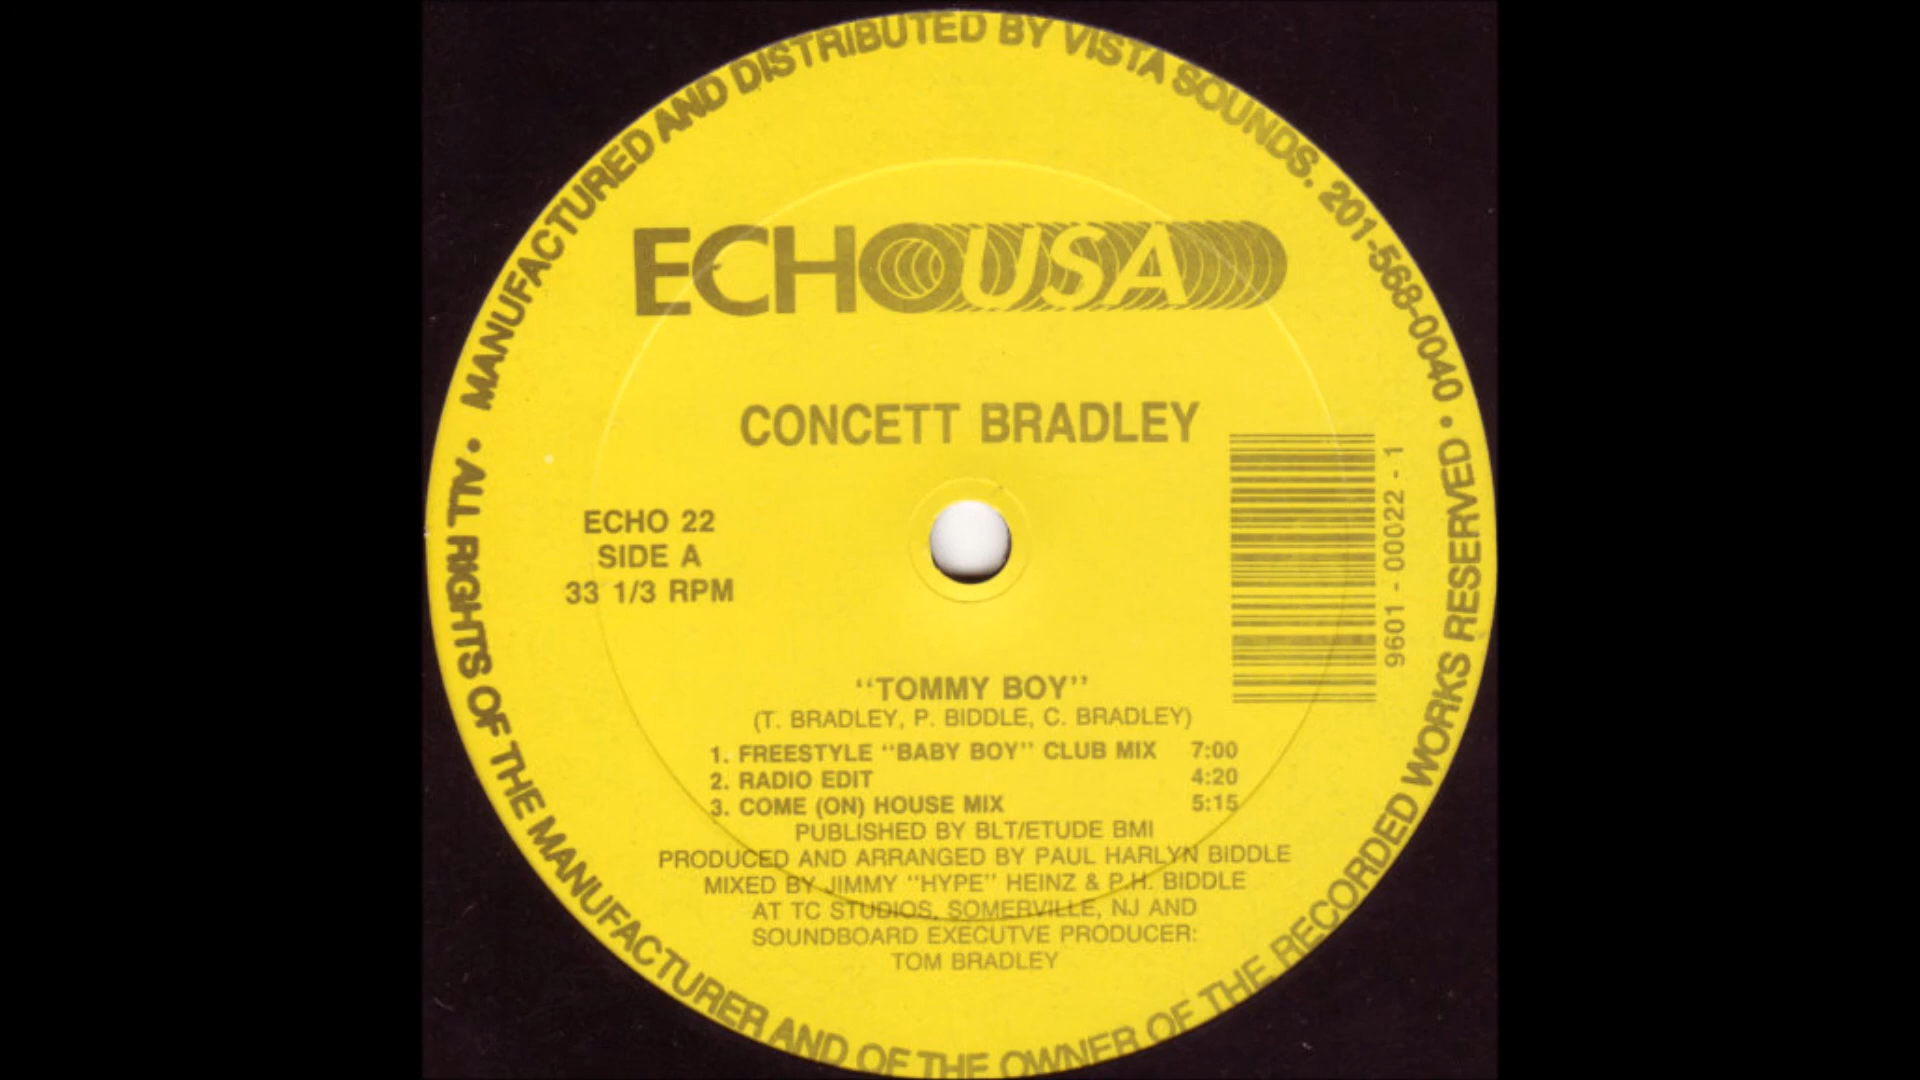 MANUFACTURED AND DISTRIBUTED BY VISTA SOUNDS. 201-568-0040 •
ECHO USA
CONCETT BRADLEY
ECHO 22
SIDE A
33 1/3 RPM
9601 - 00022 - 1
"TOMMY BOY"
(T. BRADLEY, P. BIDDLE, C. BRADLEY)
1. FREESTYLE "BABY BOY" CLUB MIX 7:00
2. RADIO EDIT 4:20
3. COME (ON) HOUSE MIX 5:15
PUBLISHED BY BLT/ETUDE BMI
PRODUCED AND ARRANGED BY PAUL HARLYN BIDDLE
MIXED BY JIMMY "HYPE" HEINZ & P.H. BIDDLE
AT TC STUDIOS, SOMERVILLE, NJ AND
SOUNDBOARD EXECUTVE PRODUCER:
TOM BRADLEY
ALL RIGHTS OF THE MANUFACTURER AND OF THE OWNER OF THE RECORDED WORKS RESERVED •